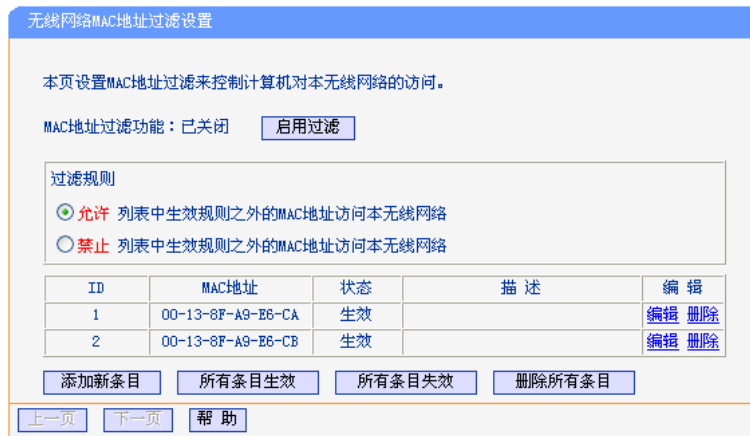 无线网络MAC地址过滤设置
本页设置MAC地址过滤来控制计算机对本无线网络的访问。
MAC地址过滤功能：已关闭 启用过滤
过滤规则
允许 列表中生效规则之外的MAC地址访问本无线网络
禁止 列表中生效规则之外的MAC地址访问本无线网络
ID MAC地址 状态 描 述 编 辑
1 00-13-8F-A9-E6-CA 生效 编辑 删除
2 00-13-8F-A9-E6-CB 生效 编辑 删除
添加新条目 所有条目生效 所有条目失效 删除所有条目
上一页 下一页 帮 助